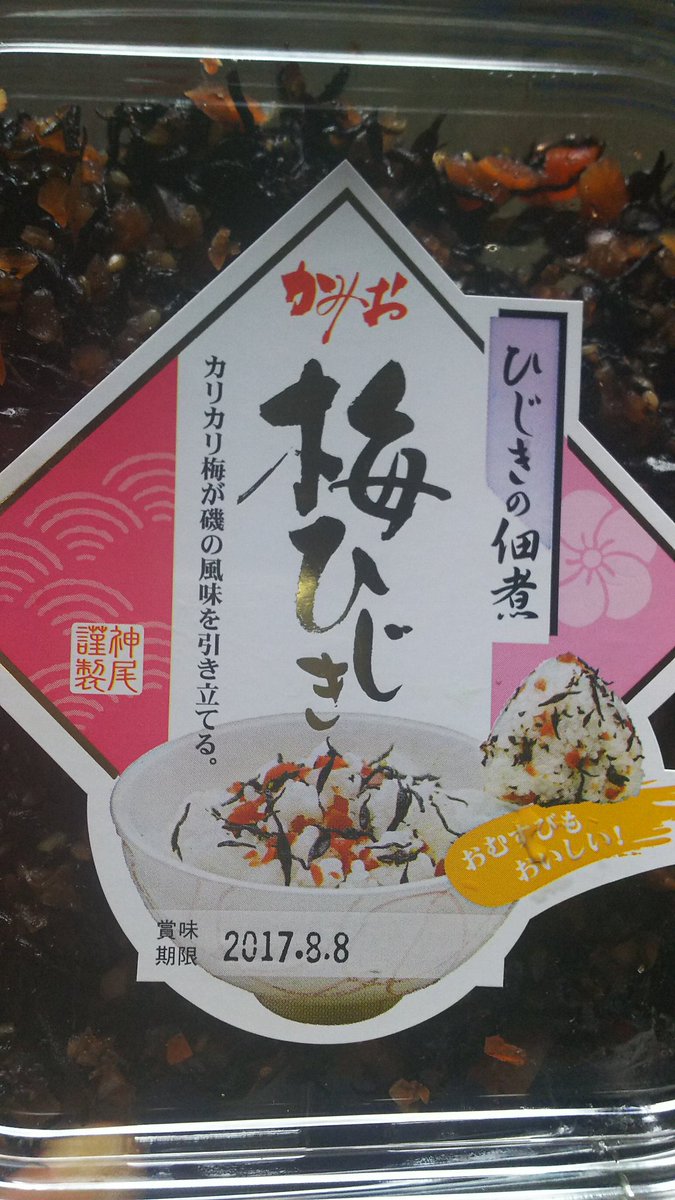 かみお
ひじきの佃煮
梅ひじき
カリカリ梅が磯の風味を引き立てる。
神尾
謹製
おむすびも
おいしい!
賞味
期限 2017.8.8